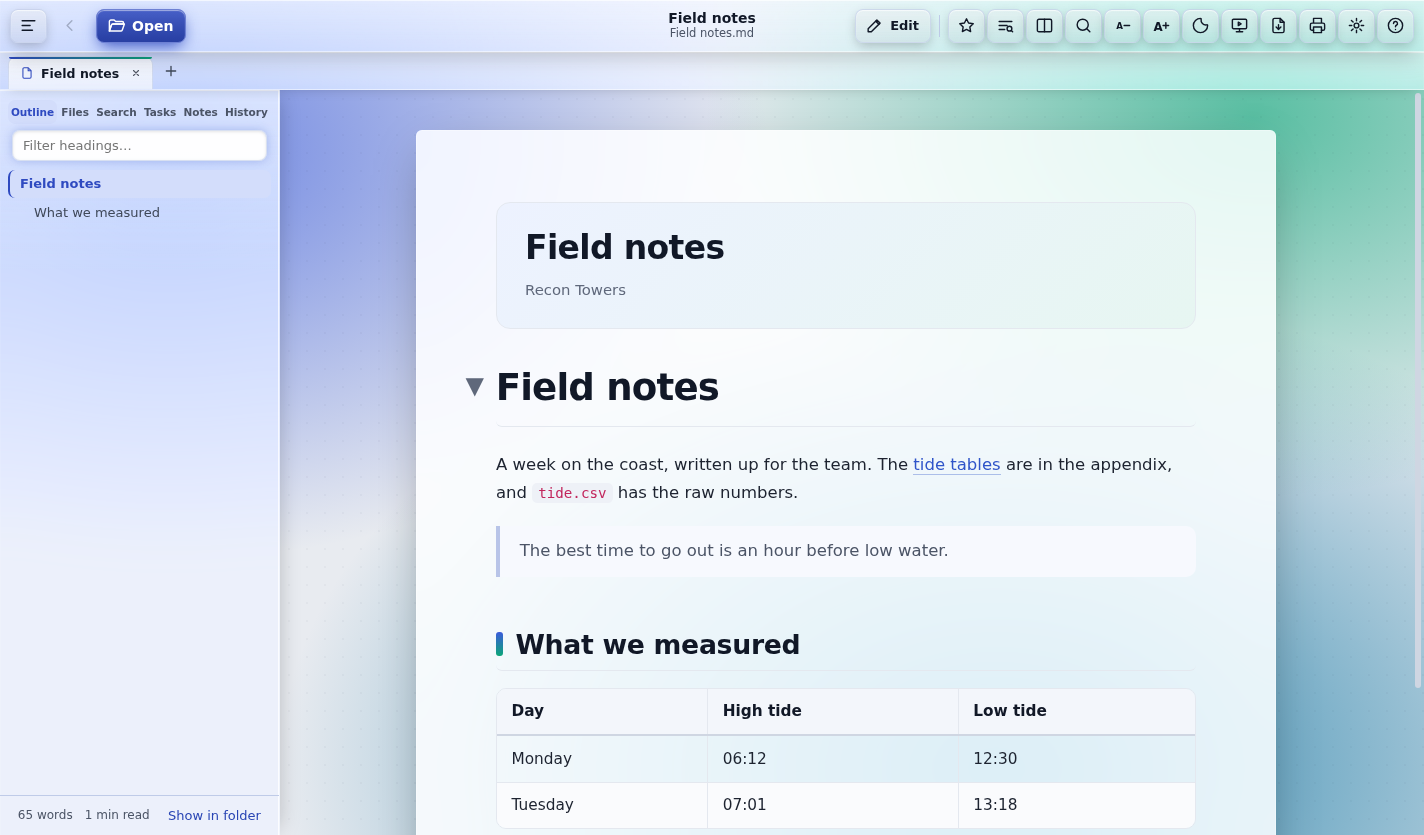 Open
Field notes
Field notes.md
Edit
A−
A+
Field notes
Outline Files Search Tasks Notes History
Filter headings…
Field notes
What we measured
65 words 1 min read Show in folder
Field notes
Recon Towers
Field notes
A week on the coast, written up for the team. The tide tables are in the appendix,
and tide.csv has the raw numbers.
The best time to go out is an hour before low water.
What we measured
Day High tide Low tide
Monday 06:12 12:30
Tuesday 07:01 13:18